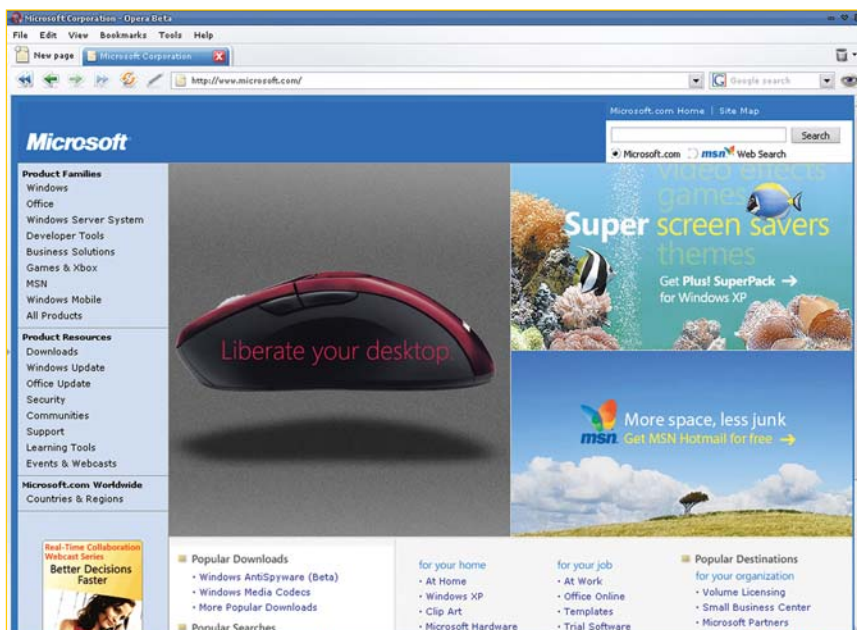 Microsoft Corporation - Opera Beta
File Edit View Bookmarks Tools Help
New page
Microsoft Corporation
http://www.microsoft.com/
Google search
Microsoft.com Home | Site Map
Microsoft
Search
Microsoft.com
msn Web Search
Product Families
Windows
Office
Windows Server System
Developer Tools
Business Solutions
Games & Xbox
MSN
Windows Mobile
All Products
Product Resources
Downloads
Windows Update
Office Update
Security
Communities
Support
Learning Tools
Events & Webcasts
Microsoft.com Worldwide
Countries & Regions
Real-Time Collaboration
Webcast Series
Better Decisions
Faster
Liberate your desktop.
video effects
games
Super screen savers
themes
Get Plus! SuperPack →
for Windows XP
More space, less junk
msn Get MSN Hotmail for free →
Popular Downloads
• Windows AntiSpyware (Beta)
• Windows Media Codecs
• More Popular Downloads
Popular Searches
for your home
• At Home
• Windows XP
• Clip Art
• Microsoft Hardware
for your job
• At Work
• Office Online
• Templates
• Trial Software
Popular Destinations
for your organization
• Volume Licensing
• Small Business Center
• Microsoft Partners